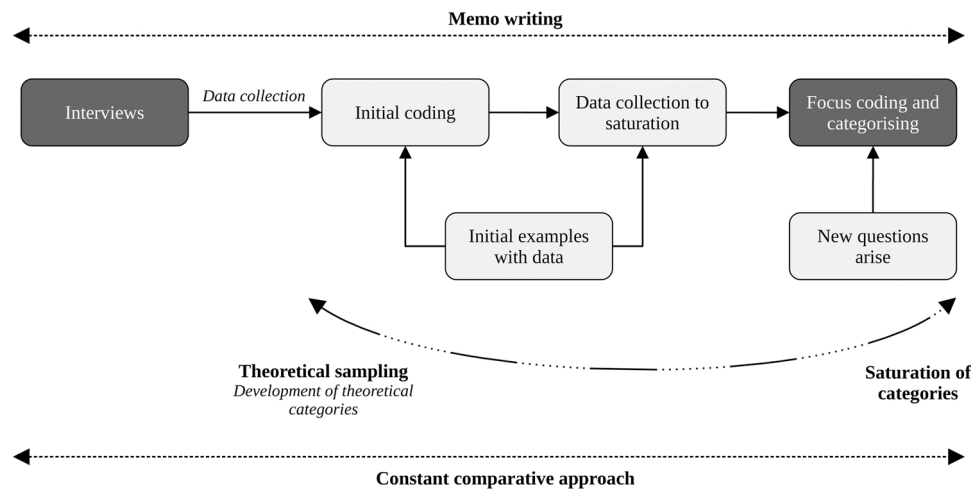 Memo writing
Interviews
Data collection
Initial coding
Data collection to
saturation
Focus coding and
categorising
Initial examples
with data
New questions
arise
Theoretical sampling
Development of theoretical
categories
Saturation of
categories
Constant comparative approach